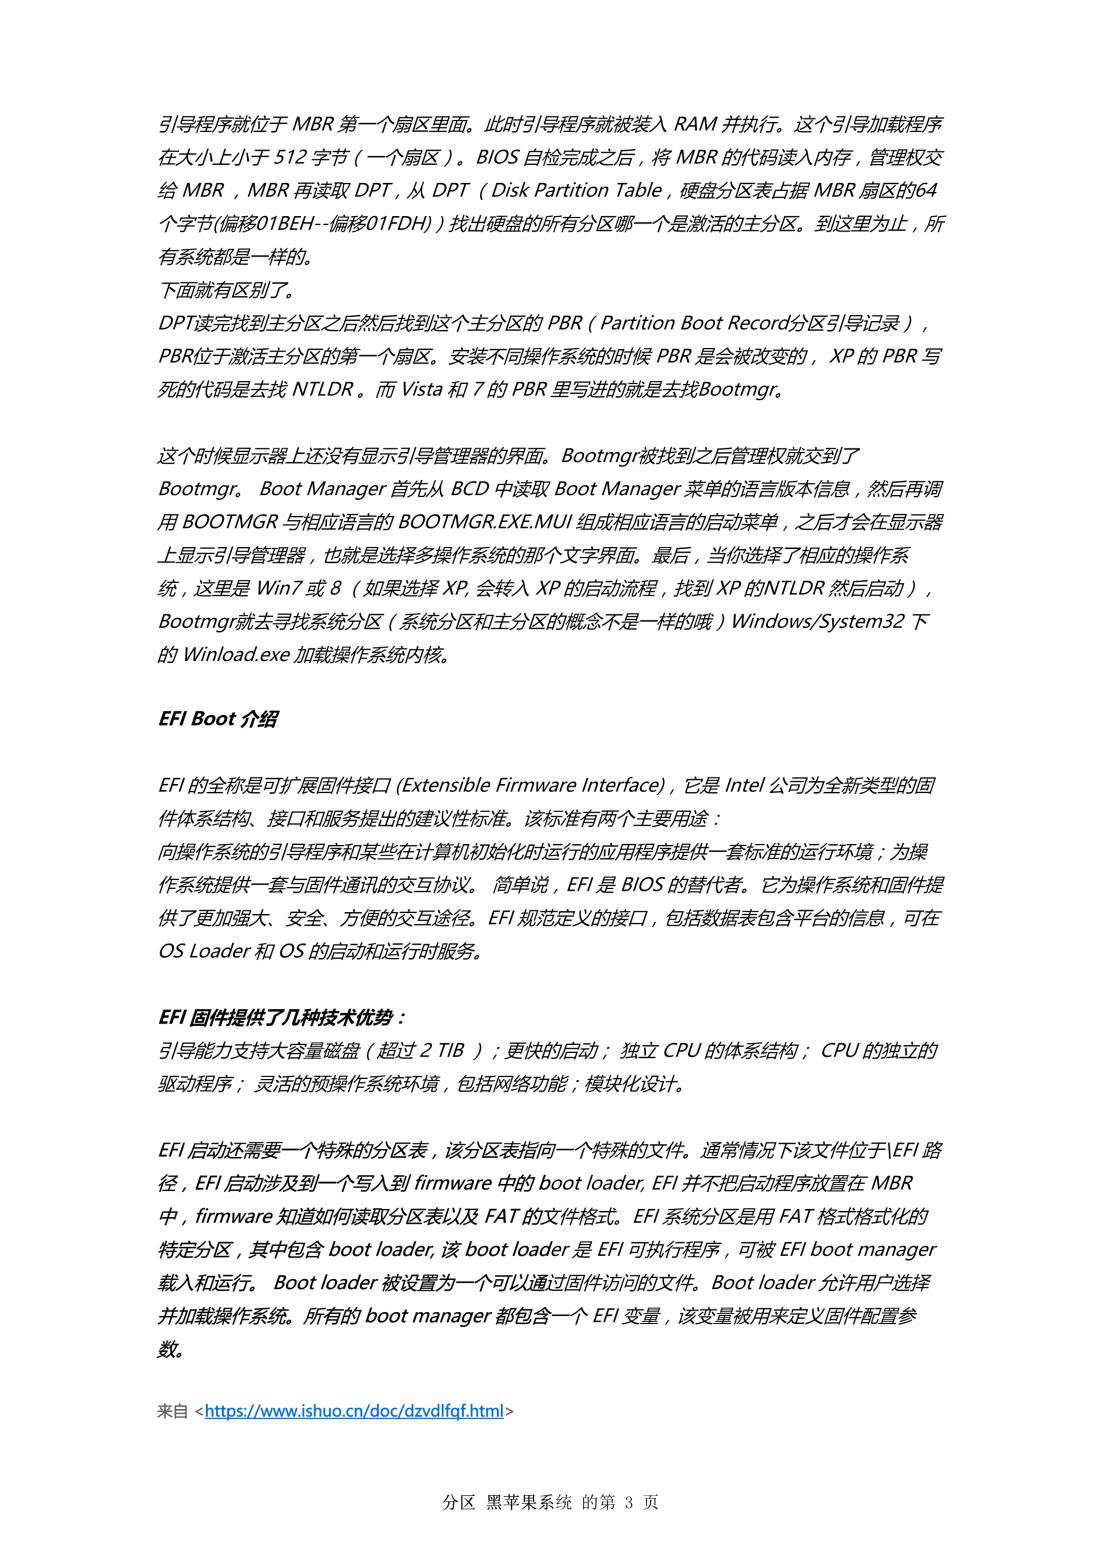 引导程序就位于 MBR 第一个扇区里面。此时引导程序就被装入 RAM 并执行。这个引导加载程序
在大小上小于 512 字节（一个扇区）。BIOS 自检完成之后，将 MBR 的代码读入内存，管理权交
给 MBR ，MBR 再读取 DPT，从 DPT （Disk Partition Table，硬盘分区表占据 MBR 扇区的64
个字节(偏移01BEH--偏移01FDH)）找出硬盘的所有分区哪一个是激活的主分区。到这里为止，所
有系统都是一样的。
下面就有区别了。
DPT读完找到主分区之后然后找到这个主分区的 PBR（Partition Boot Record分区引导记录），
PBR位于激活主分区的第一个扇区。安装不同操作系统的时候 PBR 是会被改变的， XP 的 PBR 写
死的代码是去找 NTLDR 。而 Vista 和 7 的 PBR 里写进的就是去找Bootmgr。
这个时候显示器上还没有显示引导管理器的界面。Bootmgr被找到之后管理权就交到了
Bootmgr。 Boot Manager 首先从 BCD 中读取 Boot Manager 菜单的语言版本信息，然后再调
用 BOOTMGR 与相应语言的 BOOTMGR.EXE.MUI 组成相应语言的启动菜单，之后才会在显示器
上显示引导管理器，也就是选择多操作系统的那个文字界面。最后，当你选择了相应的操作系
统，这里是 Win7 或 8 （如果选择 XP, 会转入 XP 的启动流程，找到 XP 的NTLDR 然后启动），
Bootmgr就去寻找系统分区（系统分区和主分区的概念不是一样的哦）Windows/System32 下
的 Winload.exe 加载操作系统内核。
EFI Boot 介绍
EFI 的全称是可扩展固件接口 (Extensible Firmware Interface)，它是 Intel 公司为全新类型的固
件体系结构、接口和服务提出的建议性标准。该标准有两个主要用途：
向操作系统的引导程序和某些在计算机初始化时运行的应用程序提供一套标准的运行环境；为操
作系统提供一套与固件通讯的交互协议。 简单说，EFI 是 BIOS 的替代者。它为操作系统和固件提
供了更加强大、安全、方便的交互途径。EFI 规范定义的接口，包括数据表包含平台的信息，可在
OS Loader 和 OS 的启动和运行时服务。
EFI 固件提供了几种技术优势：
引导能力支持大容量磁盘（超过 2 TIB ）；更快的启动； 独立 CPU 的体系结构； CPU 的独立的
驱动程序； 灵活的预操作系统环境，包括网络功能；模块化设计。
EFI 启动还需要一个特殊的分区表，该分区表指向一个特殊的文件。通常情况下该文件位于\EFI 路
径，EFI 启动涉及到一个写入到 firmware 中的 boot loader, EFI 并不把启动程序放置在 MBR
中，firmware 知道如何读取分区表以及 FAT 的文件格式。EFI 系统分区是用 FAT 格式格式化的
特定分区，其中包含 boot loader, 该 boot loader 是 EFI 可执行程序，可被 EFI boot manager
载入和运行。 Boot loader 被设置为一个可以通过固件访问的文件。Boot loader 允许用户选择
并加载操作系统。所有的 boot manager 都包含一个 EFI 变量，该变量被用来定义固件配置参
数。
来自 <https://www.ishuo.cn/doc/dzvdlfqf.html>
分区 黑苹果系统 的第 3 页